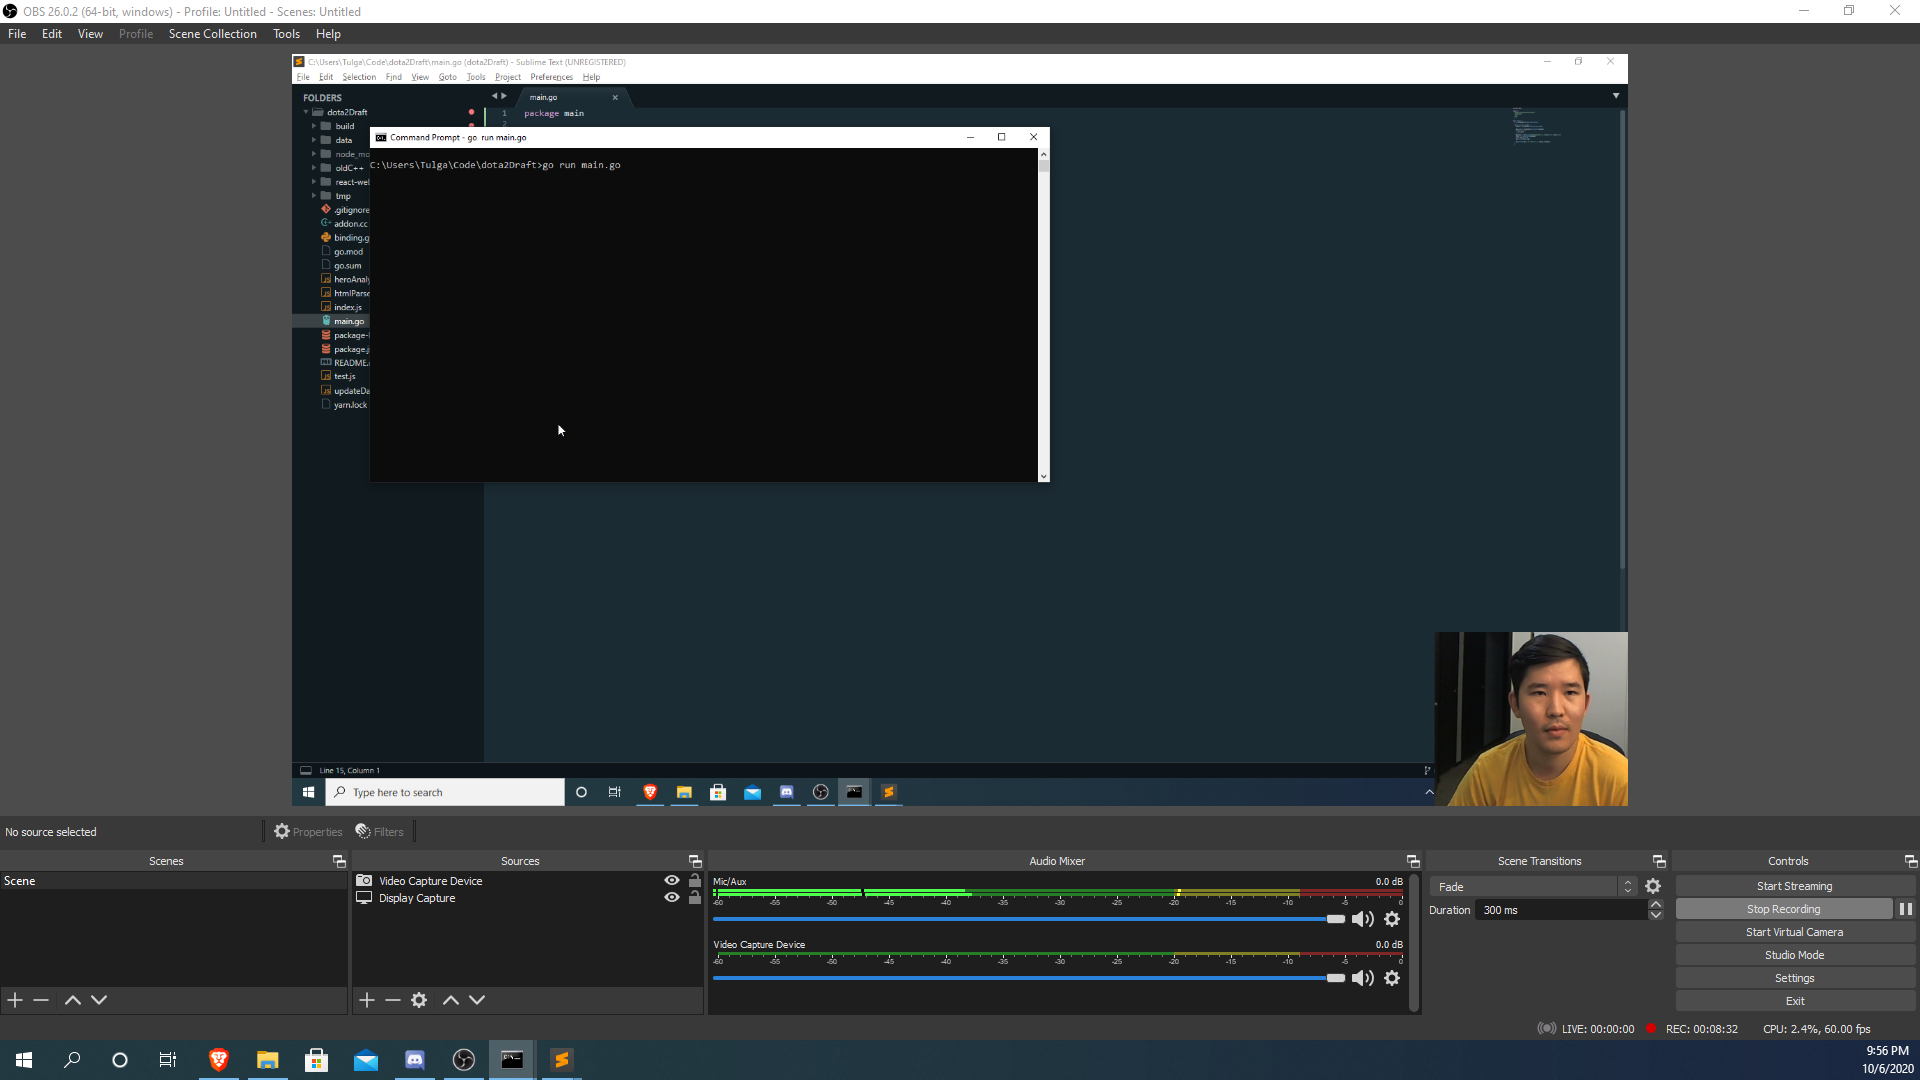 OBS 26.0.2 (64-bit, windows) - Profile: Untitled - Scenes: Untitled
File Edit View Profile Scene Collection Tools Help
C:\Users\Tulga\Code\dota2Draft\main.go (dota2Draft) - Sublime Text (UNREGISTERED)
File Edit Selection Find View Goto Tools Project Preferences Help
FOLDERS
main.go
dota2Draft
1 package main
2
build
data
node_mo
oldC++
react-wel
tmp
.gitignore
addon.cc
binding.g
go.mod
go.sum
heroAnaly
htmlParse
index.js
main.go
package-l
package.j
README.
test.js
updateDa
yarn.lock
Command Prompt - go run main.go
C:\Users\Tulga\Code\dota2Draft>go run main.go
Line 15, Column 1
Type here to search
No source selected
Properties
Filters
Scenes
Scene
Sources
Video Capture Device
Display Capture
Audio Mixer
Mic/Aux 0.0 dB
-60 -55 -50 -45 -40 -35 -30 -25 -20 -15 -10 -5 0
Video Capture Device 0.0 dB
-60 -55 -50 -45 -40 -35 -30 -25 -20 -15 -10 -5 0
Scene Transitions
Fade
Duration 300 ms
Controls
Start Streaming
Stop Recording
Start Virtual Camera
Studio Mode
Settings
Exit
LIVE: 00:00:00 REC: 00:08:32 CPU: 2.4%, 60.00 fps
9:56 PM
10/6/2020